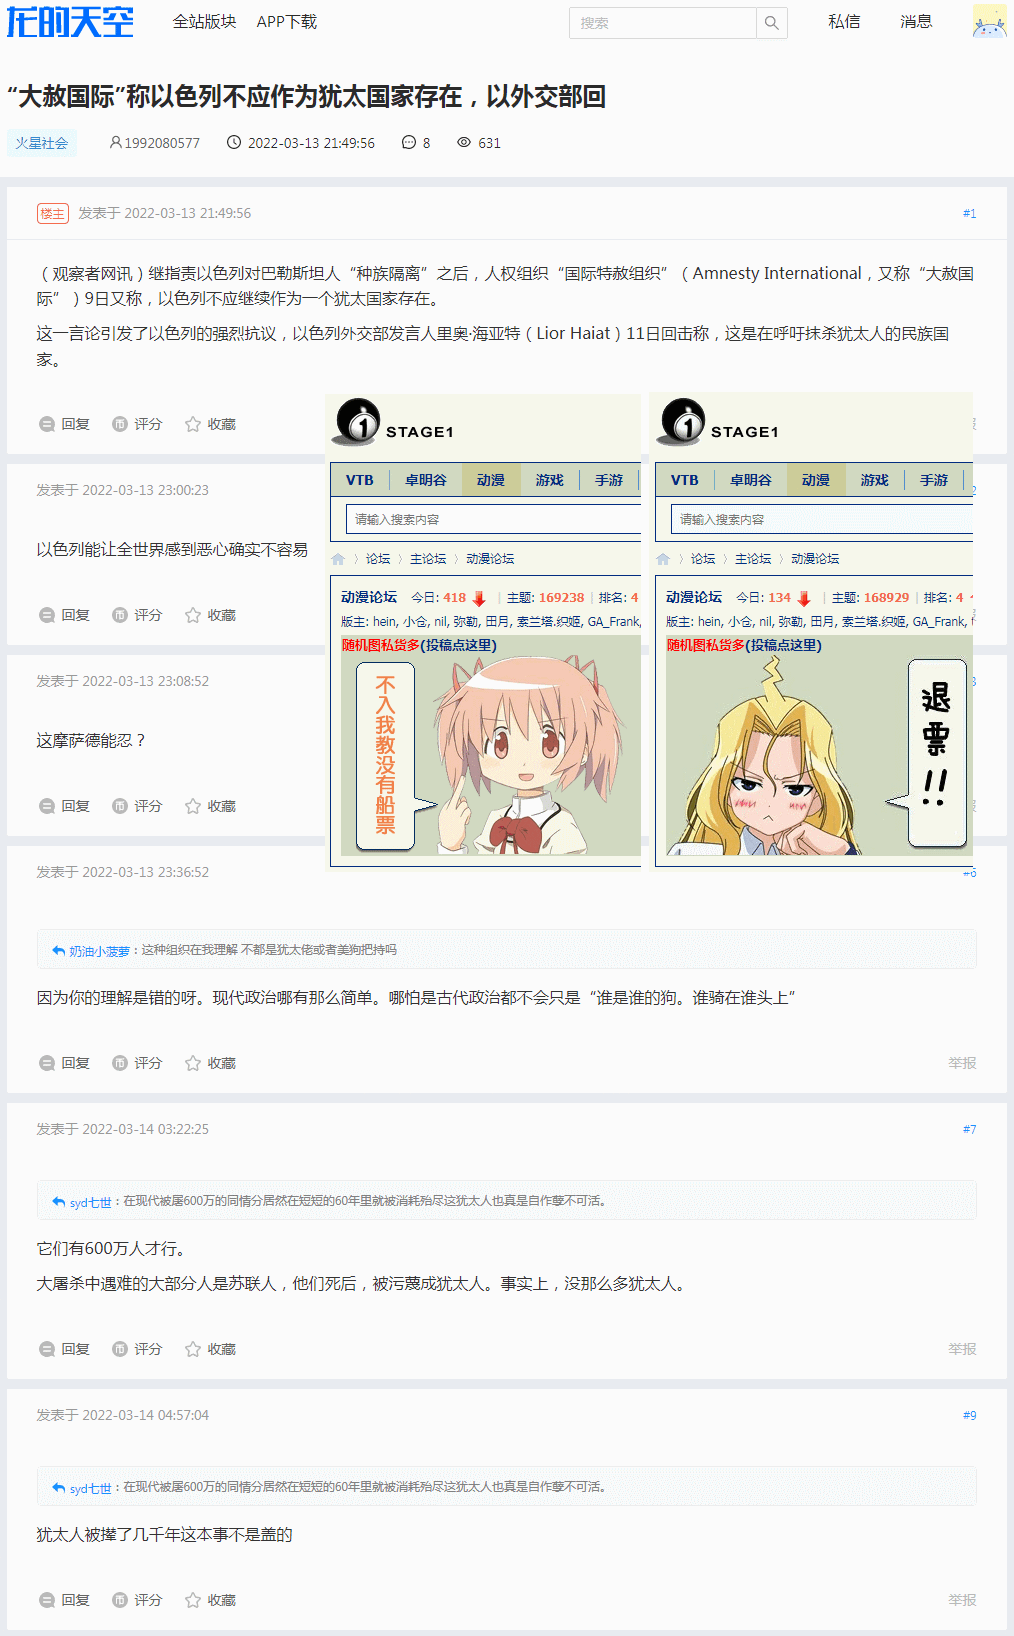 龙的天空 全站版块 APP下载 搜索 私信 消息
“大赦国际”称以色列不应作为犹太国家存在，以外交部回
火星社会 1992080577 2022-03-13 21:49:56 8 631
楼主 发表于 2022-03-13 21:49:56 #1
（观察者网讯）继指责以色列对巴勒斯坦人“种族隔离”之后，人权组织“国际特赦组织”（Amnesty International，又称“大赦国
际”）9日又称，以色列不应继续作为一个犹太国家存在。
这一言论引发了以色列的强烈抗议，以色列外交部发言人里奥·海亚特（Lior Haiat）11日回击称，这是在呼吁抹杀犹太人的民族国
家。
回复 评分 收藏
发表于 2022-03-13 23:00:23
以色列能让全世界感到恶心确实不容易
回复 评分 收藏
发表于 2022-03-13 23:08:52
这摩萨德能忍？
回复 评分 收藏
1 STAGE1
VTB 卓明谷 动漫 游戏 手游
请输入搜索内容
〉论坛 〉主论坛 〉动漫论坛
动漫论坛 今日: 418 | 主题: 169238 | 排名: 4
版主: hein, 小仓, nil, 弥勒, 田月, 索兰塔.织姬, GA_Frank,
随机图私货多(投稿点这里)
不入我教没有船票
1 STAGE1
VTB 卓明谷 动漫 游戏 手游
请输入搜索内容
〉论坛 〉主论坛 〉动漫论坛
动漫论坛 今日: 134 | 主题: 168929 | 排名: 4
版主: hein, 小仓, nil, 弥勒, 田月, 索兰塔.织姬, GA_Frank,
随机图私货多(投稿点这里)
退票!!
发表于 2022-03-13 23:36:52 #6
奶油小菠萝：这种组织在我理解 不都是犹太佬或者美狗把持吗
因为你的理解是错的呀。现代政治哪有那么简单。哪怕是古代政治都不会只是“谁是谁的狗。谁骑在谁头上”
回复 评分 收藏 举报
发表于 2022-03-14 03:22:25 #7
syd七世：在现代被屠600万的同情分居然在短短的60年里就被消耗殆尽这犹太人也真是自作孽不可活。
它们有600万人才行。
大屠杀中遇难的大部分人是苏联人，他们死后，被污蔑成犹太人。事实上，没那么多犹太人。
回复 评分 收藏 举报
发表于 2022-03-14 04:57:04 #9
syd七世：在现代被屠600万的同情分居然在短短的60年里就被消耗殆尽这犹太人也真是自作孽不可活。
犹太人被撵了几千年这本事不是盖的
回复 评分 收藏 举报